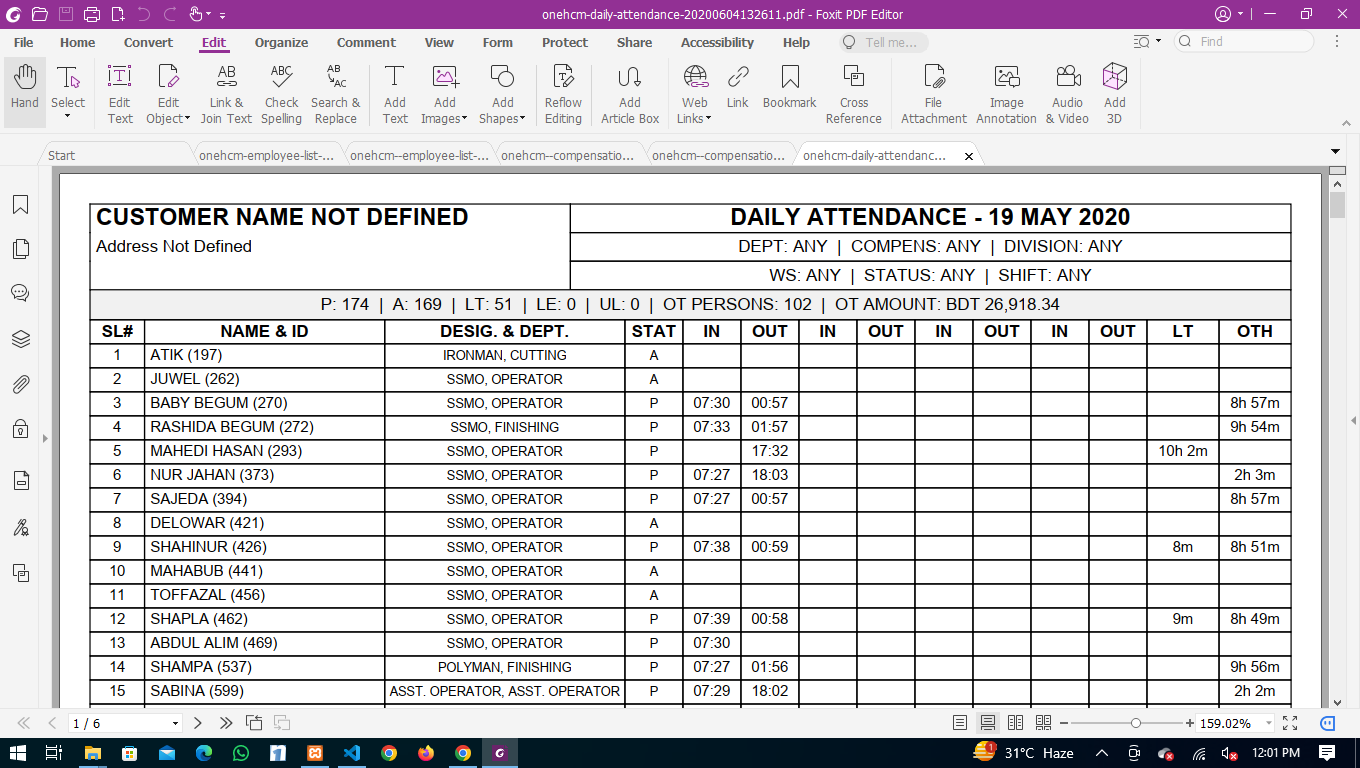 onehcm-daily-attendance-20200604132611.pdf - Foxit PDF Editor
File Home Convert Edit Organize Comment View Form Protect Share Accessibility Help Tell me... Find
Hand Select Edit Text Edit Object Link & Join Text Check Spelling Search & Replace Add Text Add Images Add Shapes Reflow Editing Add Article Box Web Links Link Bookmark Cross Reference File Attachment Image Annotation Audio & Video Add 3D
Start onehcm-employee-list-... onehcm--employee-list-... onehcm--compensatio... onehcm--compensatio... onehcm-daily-attendanc...
CUSTOMER NAME NOT DEFINED
Address Not Defined
DAILY ATTENDANCE - 19 MAY 2020
DEPT: ANY | COMPENS: ANY | DIVISION: ANY
WS: ANY | STATUS: ANY | SHIFT: ANY
P: 174 | A: 169 | LT: 51 | LE: 0 | UL: 0 | OT PERSONS: 102 | OT AMOUNT: BDT 26,918.34
SL# NAME & ID DESIG. & DEPT. STAT IN OUT IN OUT IN OUT IN OUT LT OTH
1 ATIK (197) IRONMAN, CUTTING A
2 JUWEL (262) SSMO, OPERATOR A
3 BABY BEGUM (270) SSMO, OPERATOR P 07:30 00:57 8h 57m
4 RASHIDA BEGUM (272) SSMO, FINISHING P 07:33 01:57 9h 54m
5 MAHEDI HASAN (293) SSMO, OPERATOR P 17:32 10h 2m
6 NUR JAHAN (373) SSMO, OPERATOR P 07:27 18:03 2h 3m
7 SAJEDA (394) SSMO, OPERATOR P 07:27 00:57 8h 57m
8 DELOWAR (421) SSMO, OPERATOR A
9 SHAHINUR (426) SSMO, OPERATOR P 07:38 00:59 8m 8h 51m
10 MAHABUB (441) SSMO, OPERATOR A
11 TOFFAZAL (456) SSMO, OPERATOR A
12 SHAPLA (462) SSMO, OPERATOR P 07:39 00:58 9m 8h 49m
13 ABDUL ALIM (469) SSMO, OPERATOR P 07:30
14 SHAMPA (537) POLYMAN, FINISHING P 07:27 01:56 9h 56m
15 SABINA (599) ASST. OPERATOR, ASST. OPERATOR P 07:29 18:02 2h 2m
1 / 6 159.02%
1 31°C Haze 12:01 PM